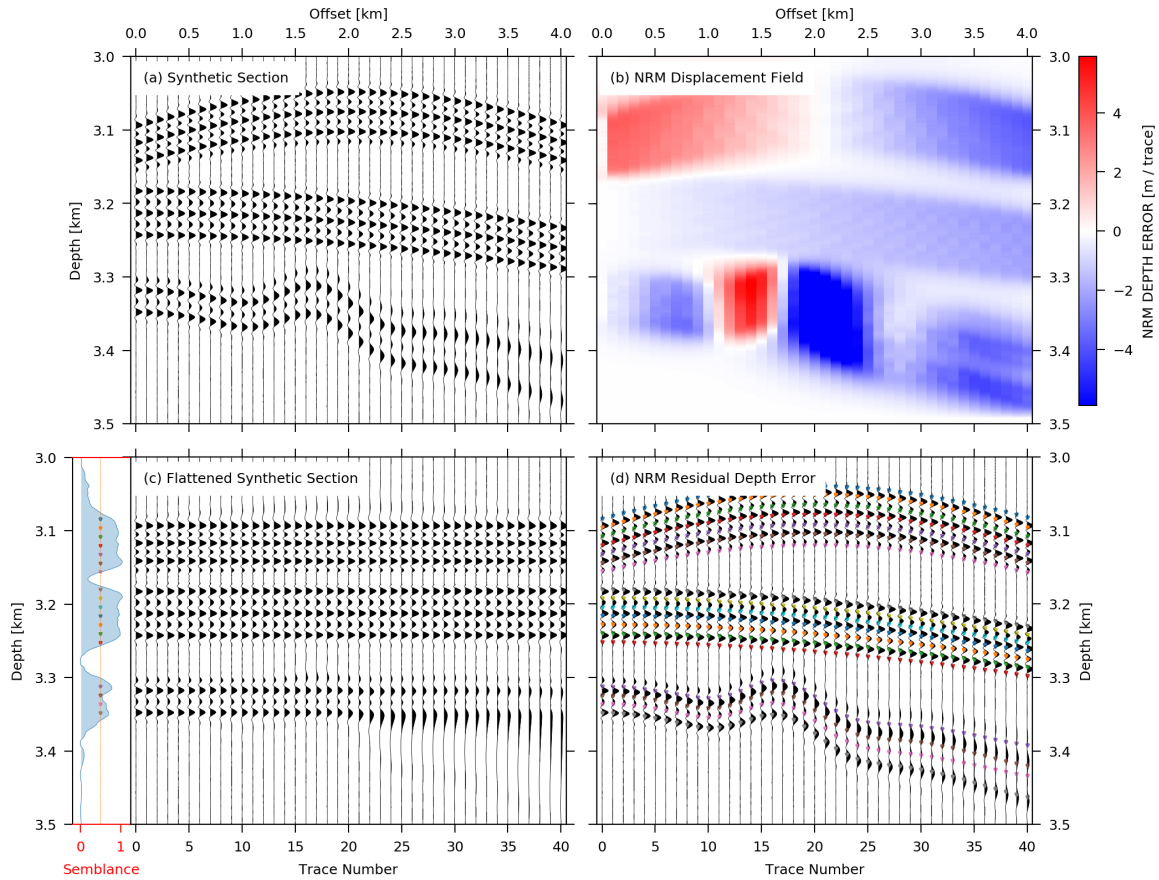 Offset [km]
0.0 0.5 1.0 1.5 2.0 2.5 3.0 3.5 4.0
(a) Synthetic Section
3.0
3.1
3.2
3.3
3.4
3.5
Depth [km]
Offset [km]
0.0 0.5 1.0 1.5 2.0 2.5 3.0 3.5 4.0
(b) NRM Displacement Field
3.0
3.1
3.2
3.3
3.4
3.5
4
2
0
−2
−4
NRM DEPTH ERROR [m / trace]
(c) Flattened Synthetic Section
3.0
3.1
3.2
3.3
3.4
3.5
Depth [km]
0 1
Semblance
0 5 10 15 20 25 30 35 40
Trace Number
(d) NRM Residual Depth Error
3.0
3.1
3.2
3.3
3.4
3.5
Depth [km]
0 5 10 15 20 25 30 35 40
Trace Number